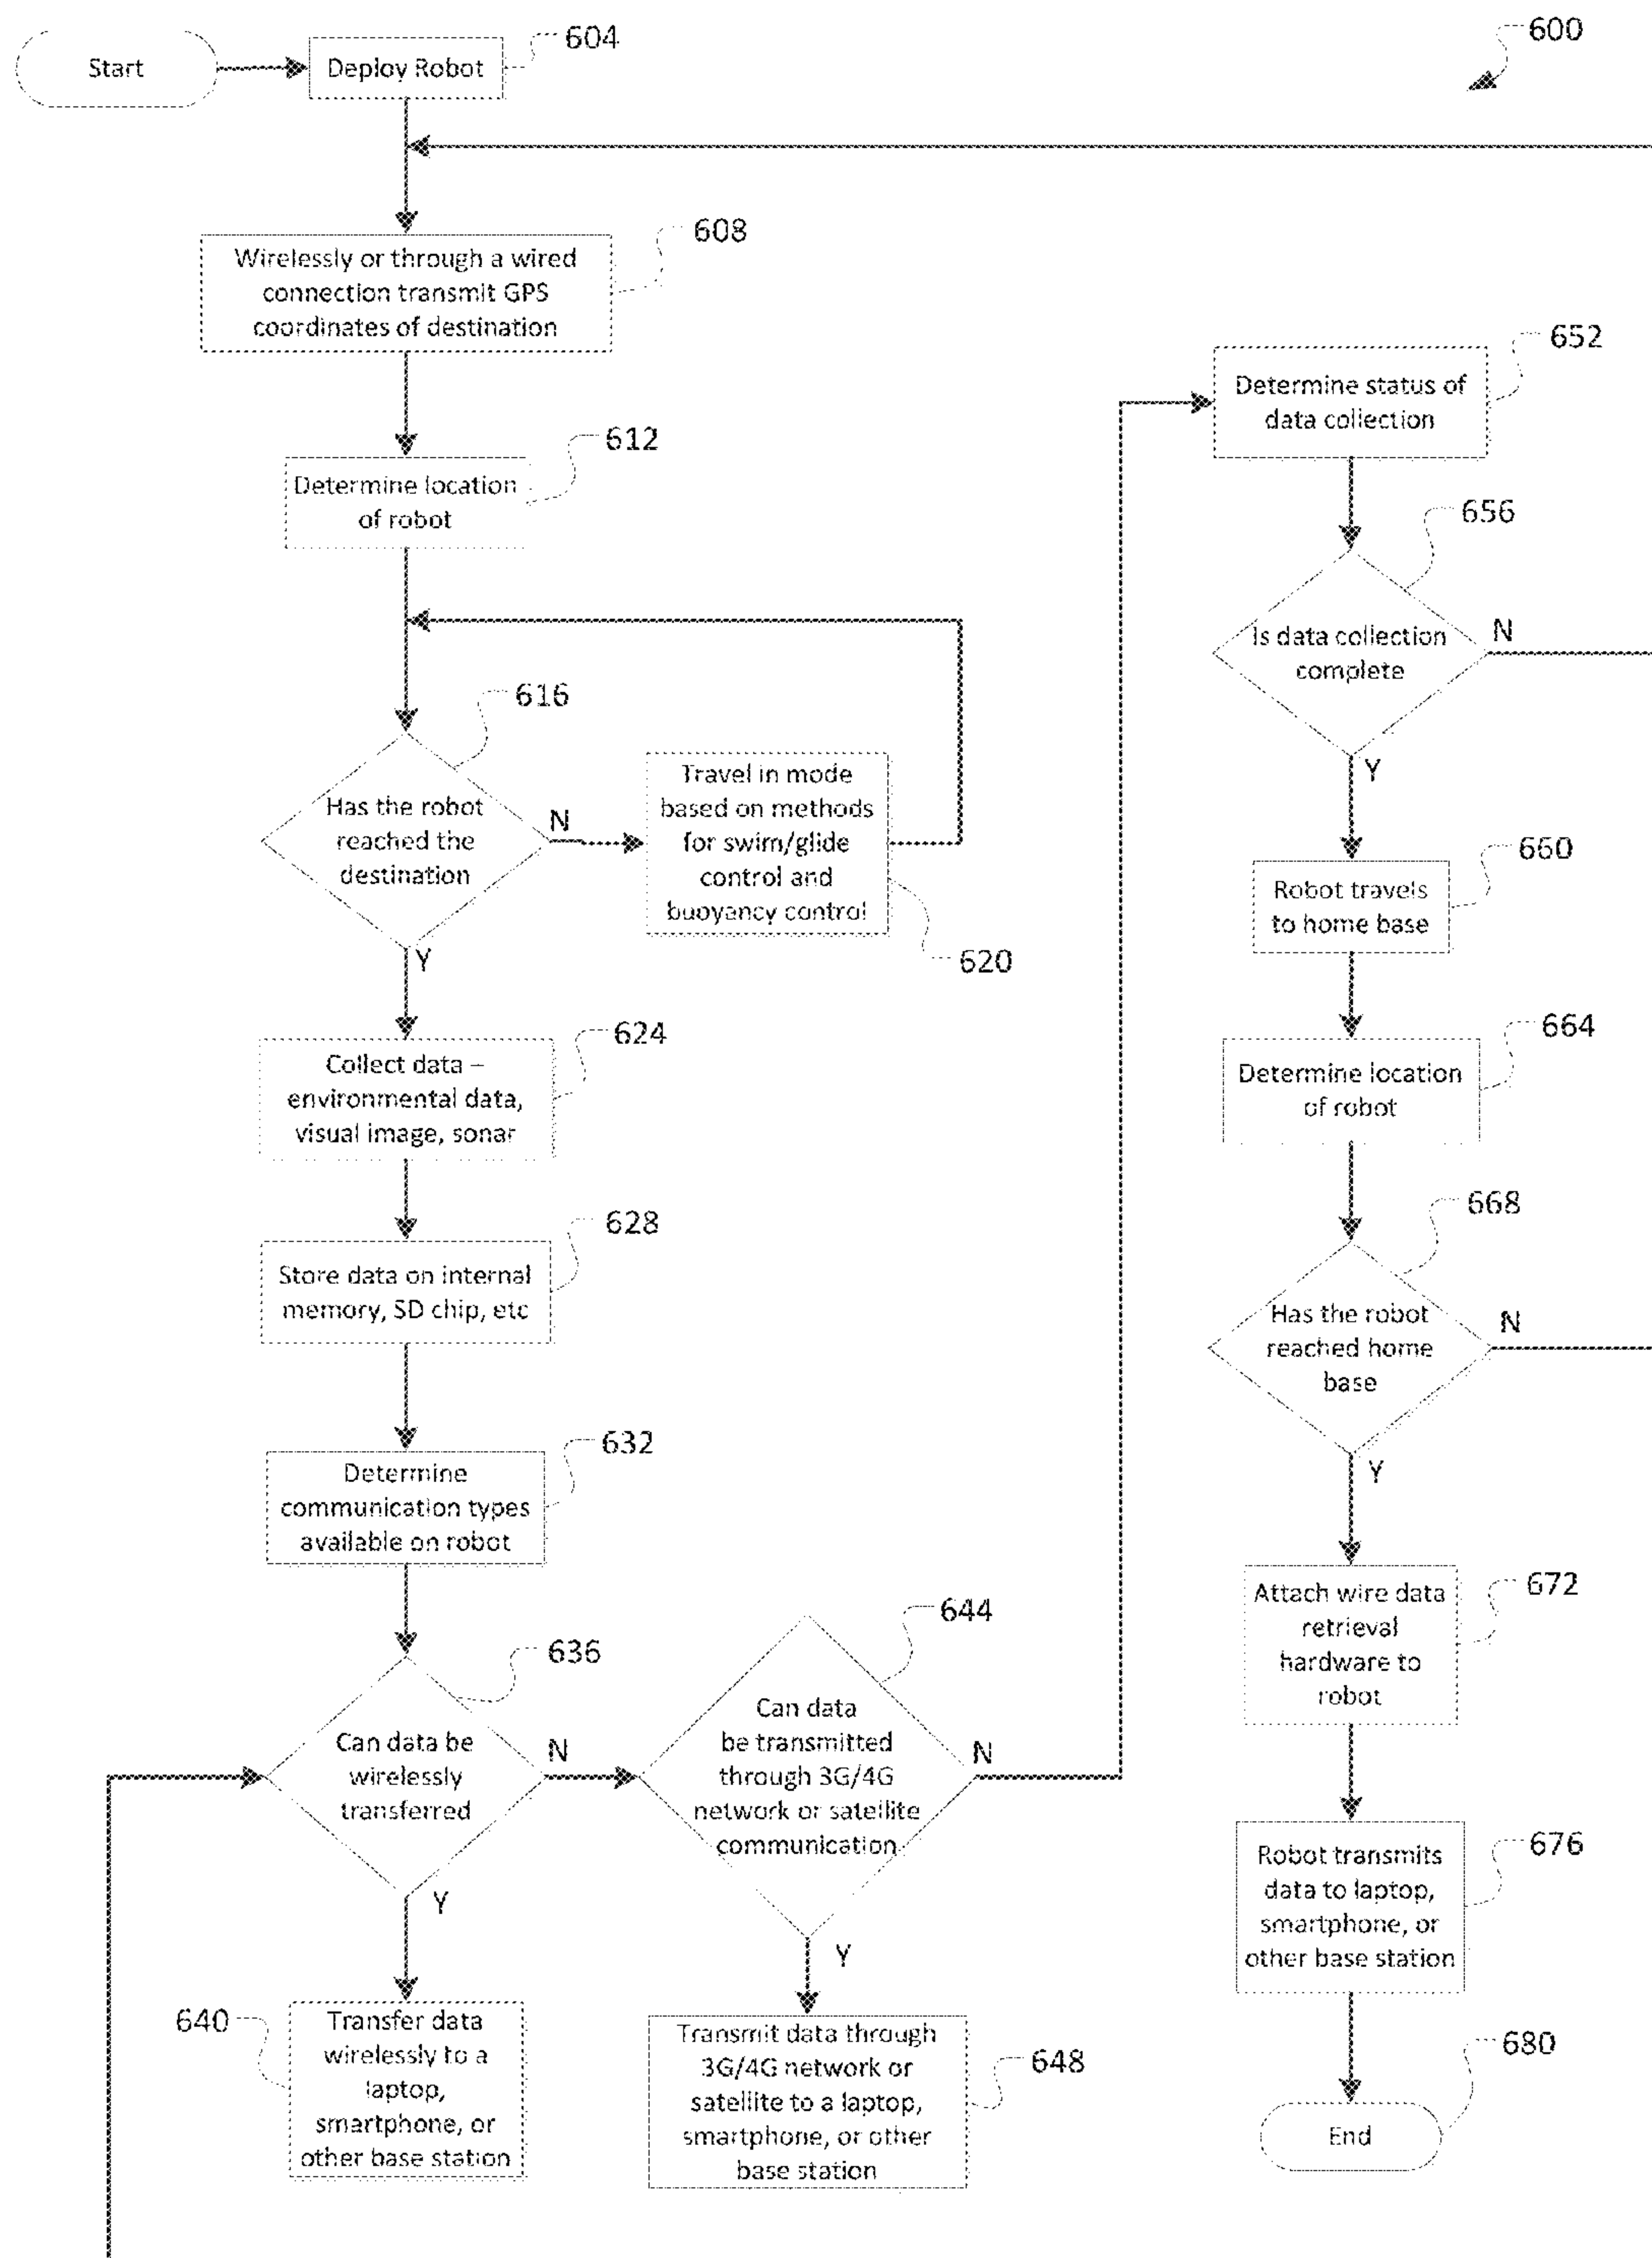 600
Start
Deploy Robot
604
Wirelessly or through a wired
connection transmit GPS
coordinates of destination
608
Determine location
of robot
612
Has the robot
reached the
destination
616
N
Y
Travel in mode
based on methods
for swim/glide
control and
buoyancy control
620
Collect data –
environmental data,
visual image, sonar
624
Store data on internal
memory, SD chip, etc
628
Determine
communication types
available on robot
632
Can data be
wirelessly
transferred
636
N
Y
Transfer data
wirelessly to a
laptop,
smartphone, or
other base station
640
Can data
be transmitted
through 3G/4G
network or satellite
communication
644
N
Y
Transmit data through
3G/4G network or
satellite to a laptop,
smartphone, or other
base station
648
Determine status of
data collection
652
Is data collection
complete
656
N
Y
Robot travels
to home base
660
Determine location
of robot
664
Has the robot
reached home
base
668
N
Y
Attach wire data
retrieval
hardware to
robot
672
Robot transmits
data to laptop,
smartphone, or
other base station
676
End
680